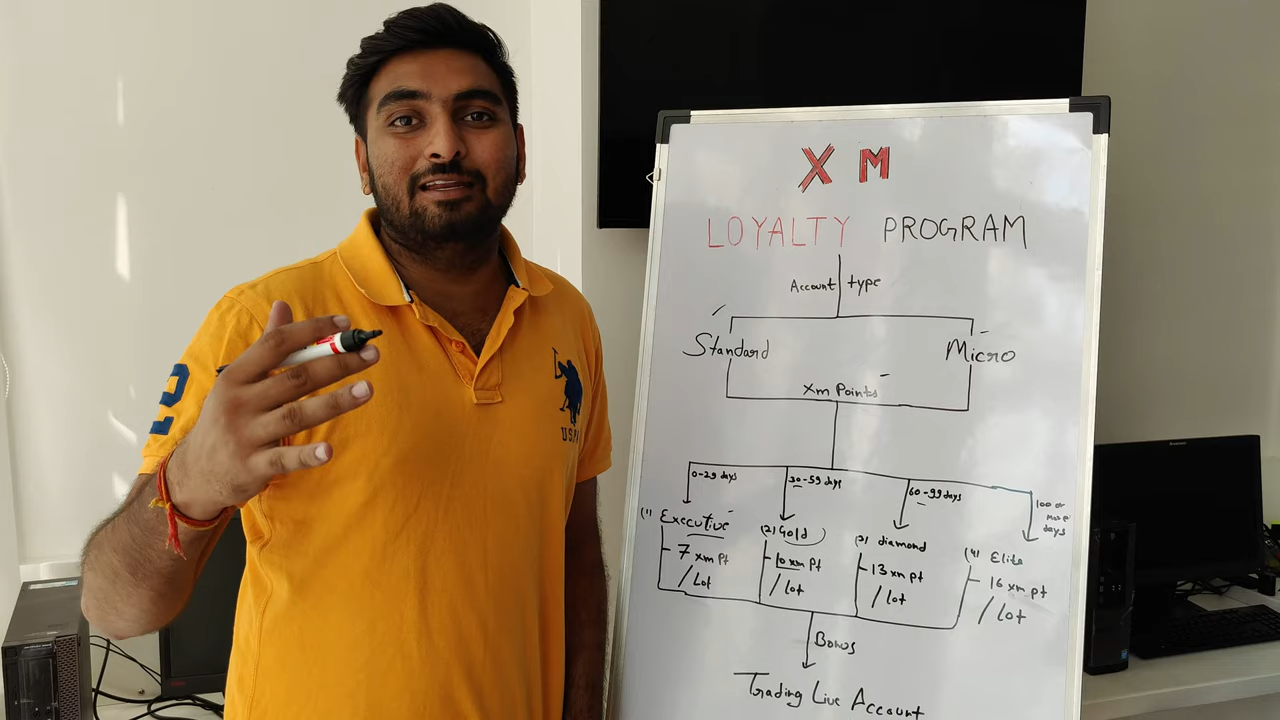 XM
LOYALTY PROGRAM
Account type
Standard
Micro
Xm Points
0-29 days
30-59 days
60-99 days
100 or more days
(1) Executive
7 xm pt
/Lot
(2) Gold
10 xm pt
/Lot
(3) diamond
13 xm pt
/Lot
(4) Elite
16 xm pt
/Lot
Bonus
Trading Live Account
2